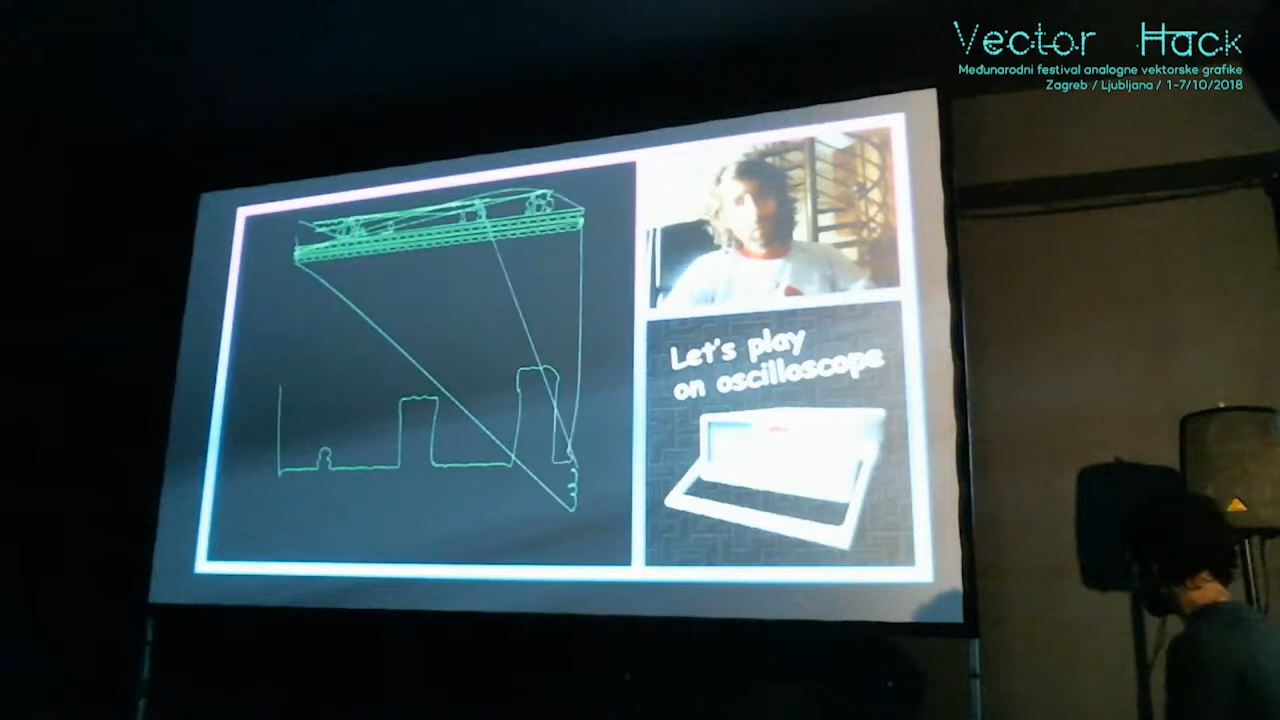 Vector Hack
Međunarodni festival analogne vektorske grafike
Zagreb / Ljubljana / 1-7/10/2018
Let's play
on oscilloscope